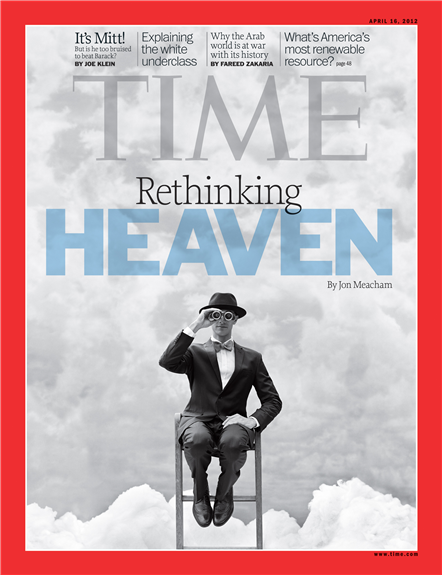 APRIL 16, 2012
It's Mitt!
But is he too bruised
to beat Barack?
BY JOE KLEIN
Explaining
the white
underclass
Why the Arab
world is at war
with its history
BY FAREED ZAKARIA
What's America's
most renewable
resource? page 48
TIME
Rethinking
HEAVEN
By Jon Meacham
www.time.com